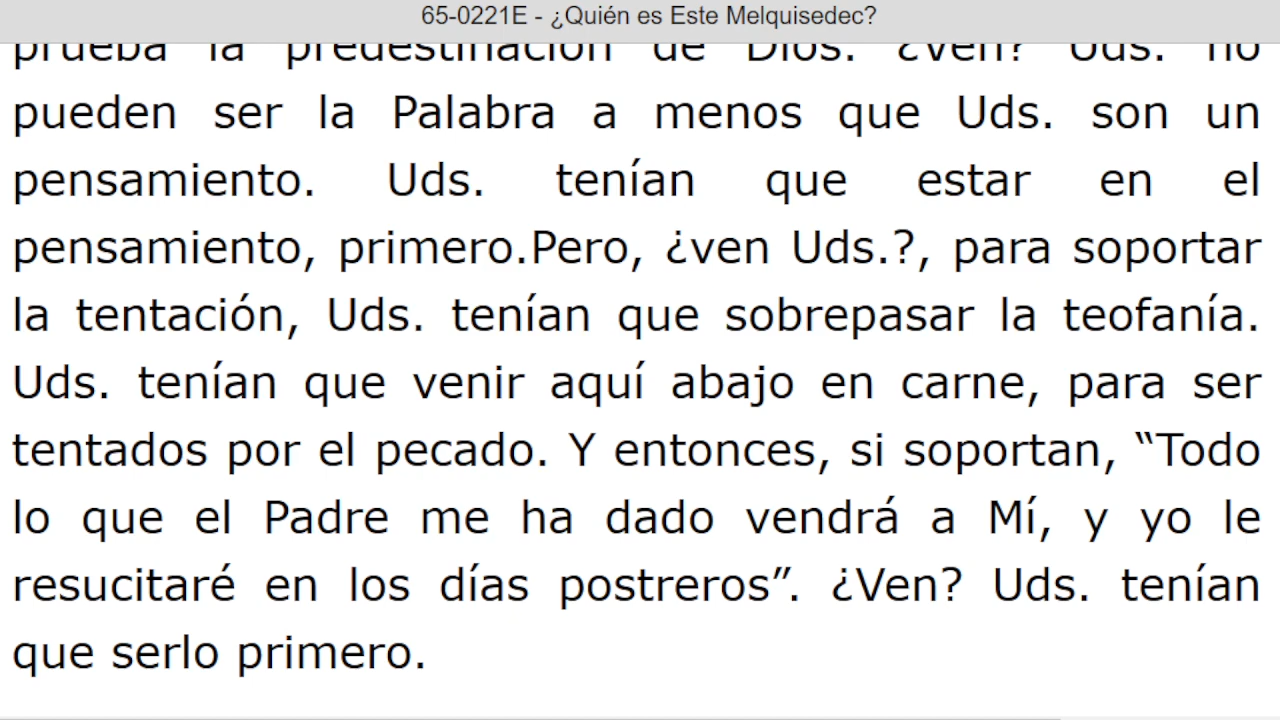 65-0221E - ¿Quién es Este Melquisedec?
prueba la predestinación de Dios. ¿Ven? Uds. no
pueden ser la Palabra a menos que Uds. son un
pensamiento. Uds. tenían que estar en el
pensamiento, primero.Pero, ¿ven Uds.?, para soportar
la tentación, Uds. tenían que sobrepasar la teofanía.
Uds. tenían que venir aquí abajo en carne, para ser
tentados por el pecado. Y entonces, si soportan, “Todo
lo que el Padre me ha dado vendrá a Mí, y yo le
resucitaré en los días postreros”. ¿Ven? Uds. tenían
que serlo primero.